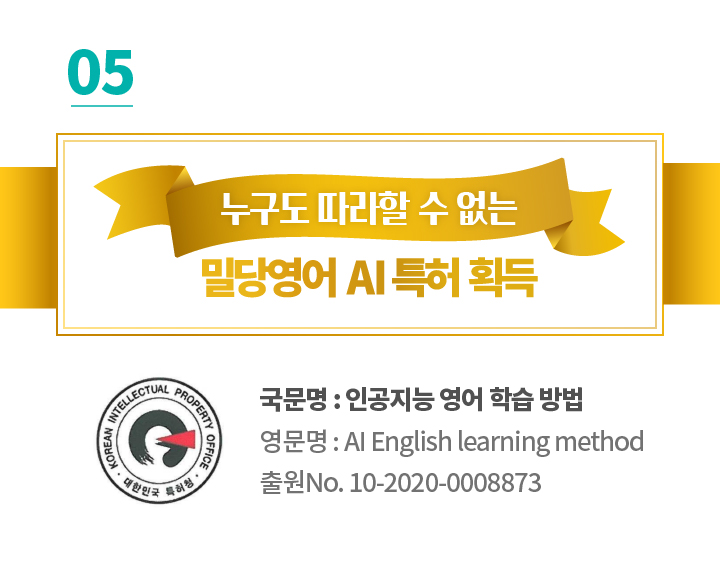 05
누구도 따라할 수 없는
밀당영어 AI 특허 획득
국문명 : 인공지능 영어 학습 방법
영문명 : AI English learning method
출원No. 10-2020-0008873
KOREAN INTELLECTUAL PROPERTY OFFICE
· 대한민국 특허청 ·